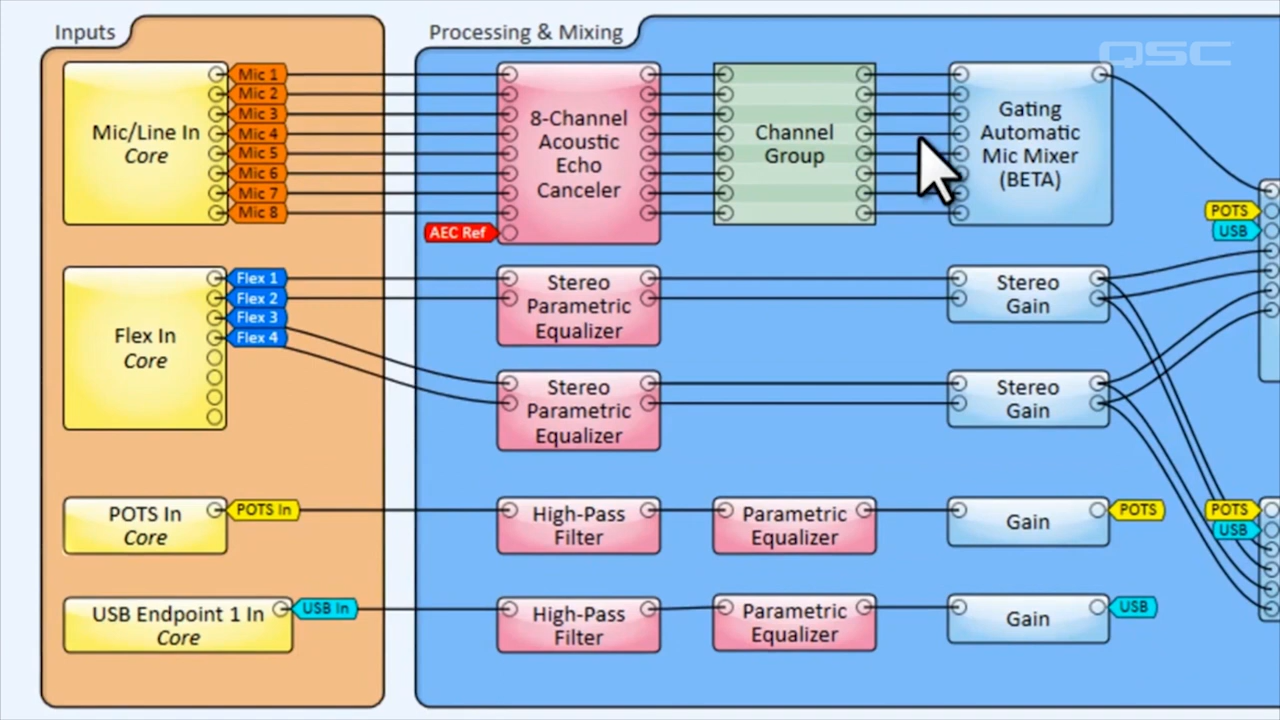 Inputs
Processing & Mixing
QSC
Mic/Line In
Core
Mic 1
Mic 2
Mic 3
Mic 4
Mic 5
Mic 6
Mic 7
Mic 8
AEC Ref
8-Channel
Acoustic
Echo
Canceler
Channel
Group
Gating
Automatic
Mic Mixer
(BETA)
POTS
USB
Flex In
Core
Flex 1
Flex 2
Flex 3
Flex 4
Stereo
Parametric
Equalizer
Stereo
Gain
Stereo
Parametric
Equalizer
Stereo
Gain
POTS In
Core
POTS In
High-Pass
Filter
Parametric
Equalizer
Gain
POTS
POTS
USB
USB Endpoint 1 In
Core
USB In
High-Pass
Filter
Parametric
Equalizer
Gain
USB